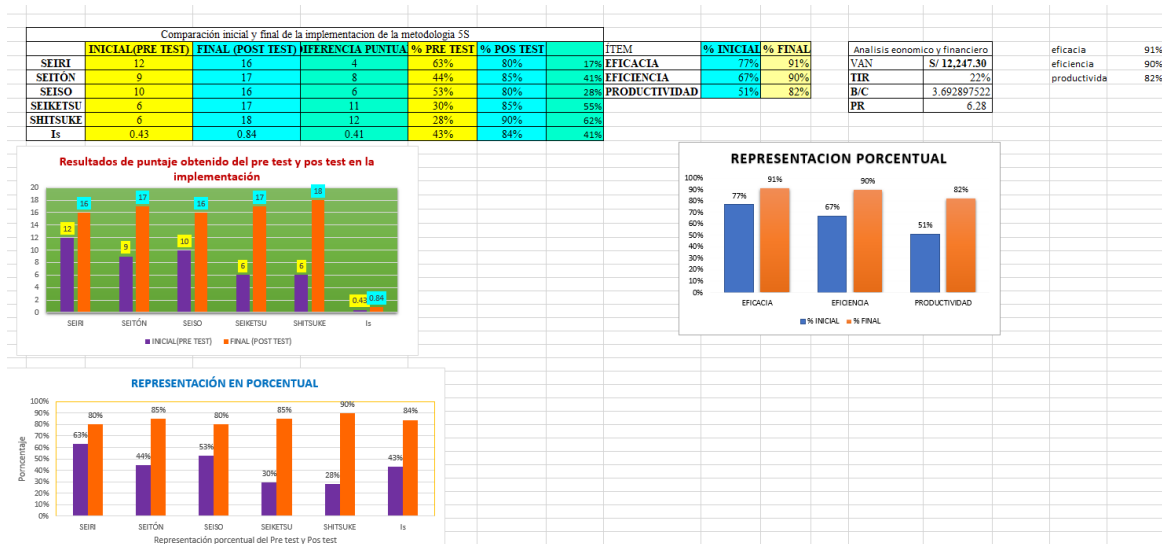 Comparación inicial y final de la implementacion de la metodologia 5S
INICIAL(PRE TEST) FINAL (POST TEST) DIFERENCIA PUNTUA % PRE TEST % POS TEST
SEIRI 12 16 4 63% 80% 17%
SEITÓN 9 17 8 44% 85% 41%
SEISO 10 16 6 53% 80% 28%
SEIKETSU 6 17 11 30% 85% 55%
SHITSUKE 6 18 12 28% 90% 62%
Is 0.43 0.84 0.41 43% 84% 41%
ÍTEM % INICIAL % FINAL
EFICACIA 77% 91%
EFICIENCIA 67% 90%
PRODUCTIVIDAD 51% 82%
Analisis eonomico y financiero
VAN S/ 12,247.30
TIR 22%
B/C 3.692897522
PR 6.28
eficacia 91%
eficiencia 90%
productivida 82%
Resultados de puntaje obtenido del pre test y pos test en la
implementación
20
18
16
14
12
10
8
6
4
2
0
12 16 9 17 10 16 6 17 6 18 0.43 0.84
SEIRI SEITÓN SEISO SEIKETSU SHITSUKE Is
INICIAL(PRE TEST) FINAL (POST TEST)
REPRESENTACION PORCENTUAL
100%
90%
80%
70%
60%
50%
40%
30%
20%
10%
0%
77% 91% 67% 90% 51% 82%
EFICACIA EFICIENCIA PRODUCTIVIDAD
% INICIAL % FINAL
REPRESENTACIÓN EN PORCENTUAL
Porncentaje
100%
90%
80%
70%
60%
50%
40%
30%
20%
10%
0%
63% 80% 44% 85% 53% 80% 30% 85% 28% 90% 43% 84%
SEIRI SEITÓN SEISO SEIKETSU SHITSUKE Is
Representación porcentual del Pre test y Pos test